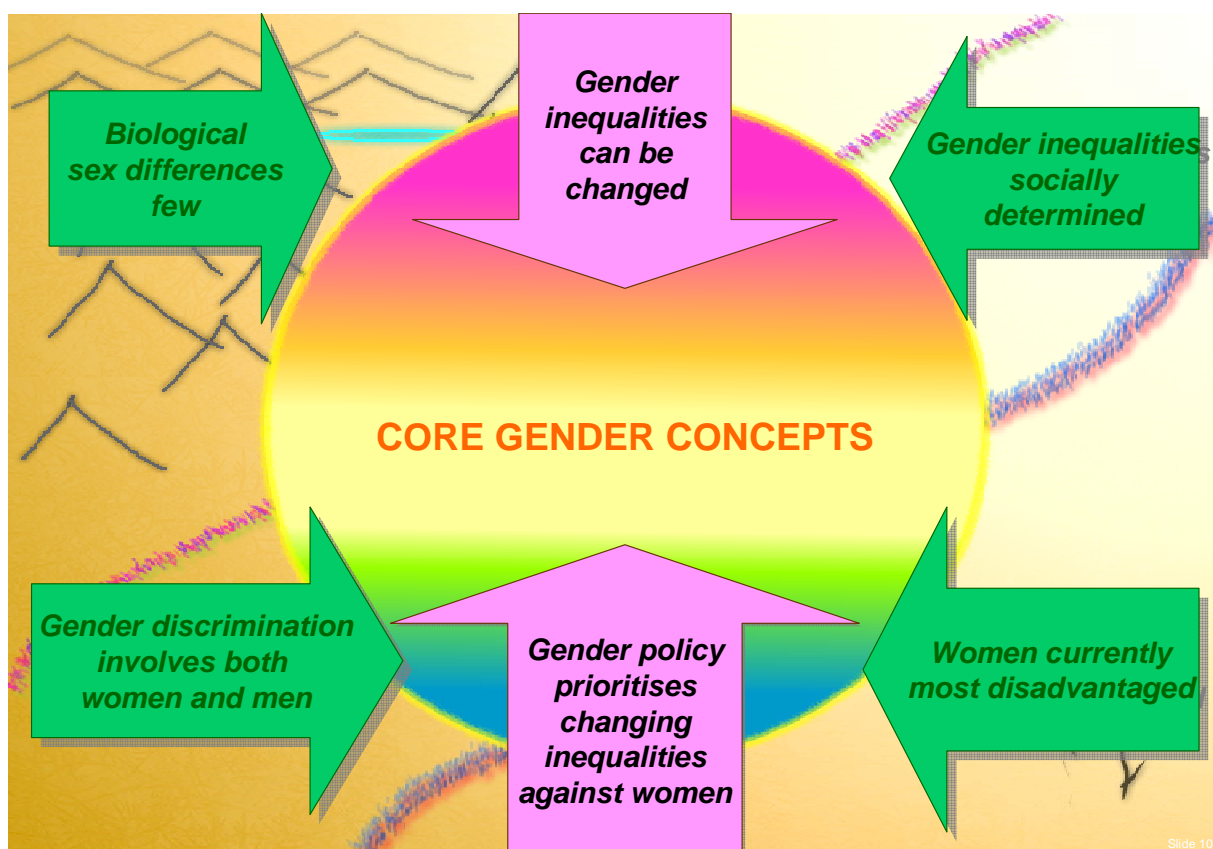 Biological
sex differences
few
Gender
inequalities
can be
changed
Gender inequalities
socially
determined
CORE GENDER CONCEPTS
Gender discrimination
involves both
women and men
Gender policy
prioritises
changing
inequalities
against women
Women currently
most disadvantaged
Slide 10